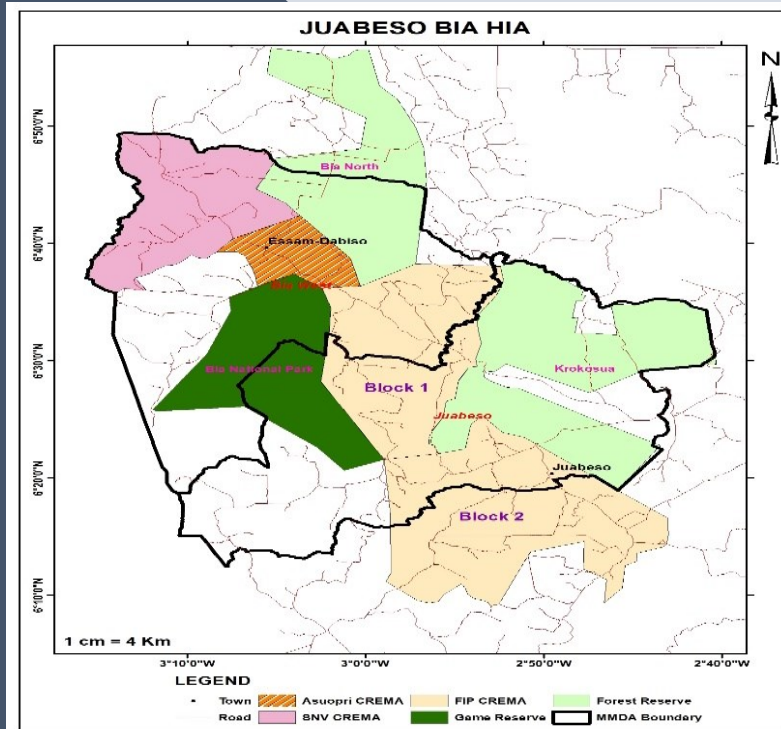 JUABESO BIA HIA
N
6°50'0"N
6°40'0"N
6°30'0"N
6°20'0"N
6°10'0"N
Bia North
Essam-Dabiso
Bia West
Bia National Park
Krokosua
Block 1
Juabeso
Juabeso
Block 2
1 cm = 4 Km
3°10'0"W 3°0'0"W 2°50'0"W 2°40'0"W
LEGEND
Town Asuopri CREMA FIP CREMA Forest Reserve
Road SNV CREMA Game Reserve MMDA Boundary